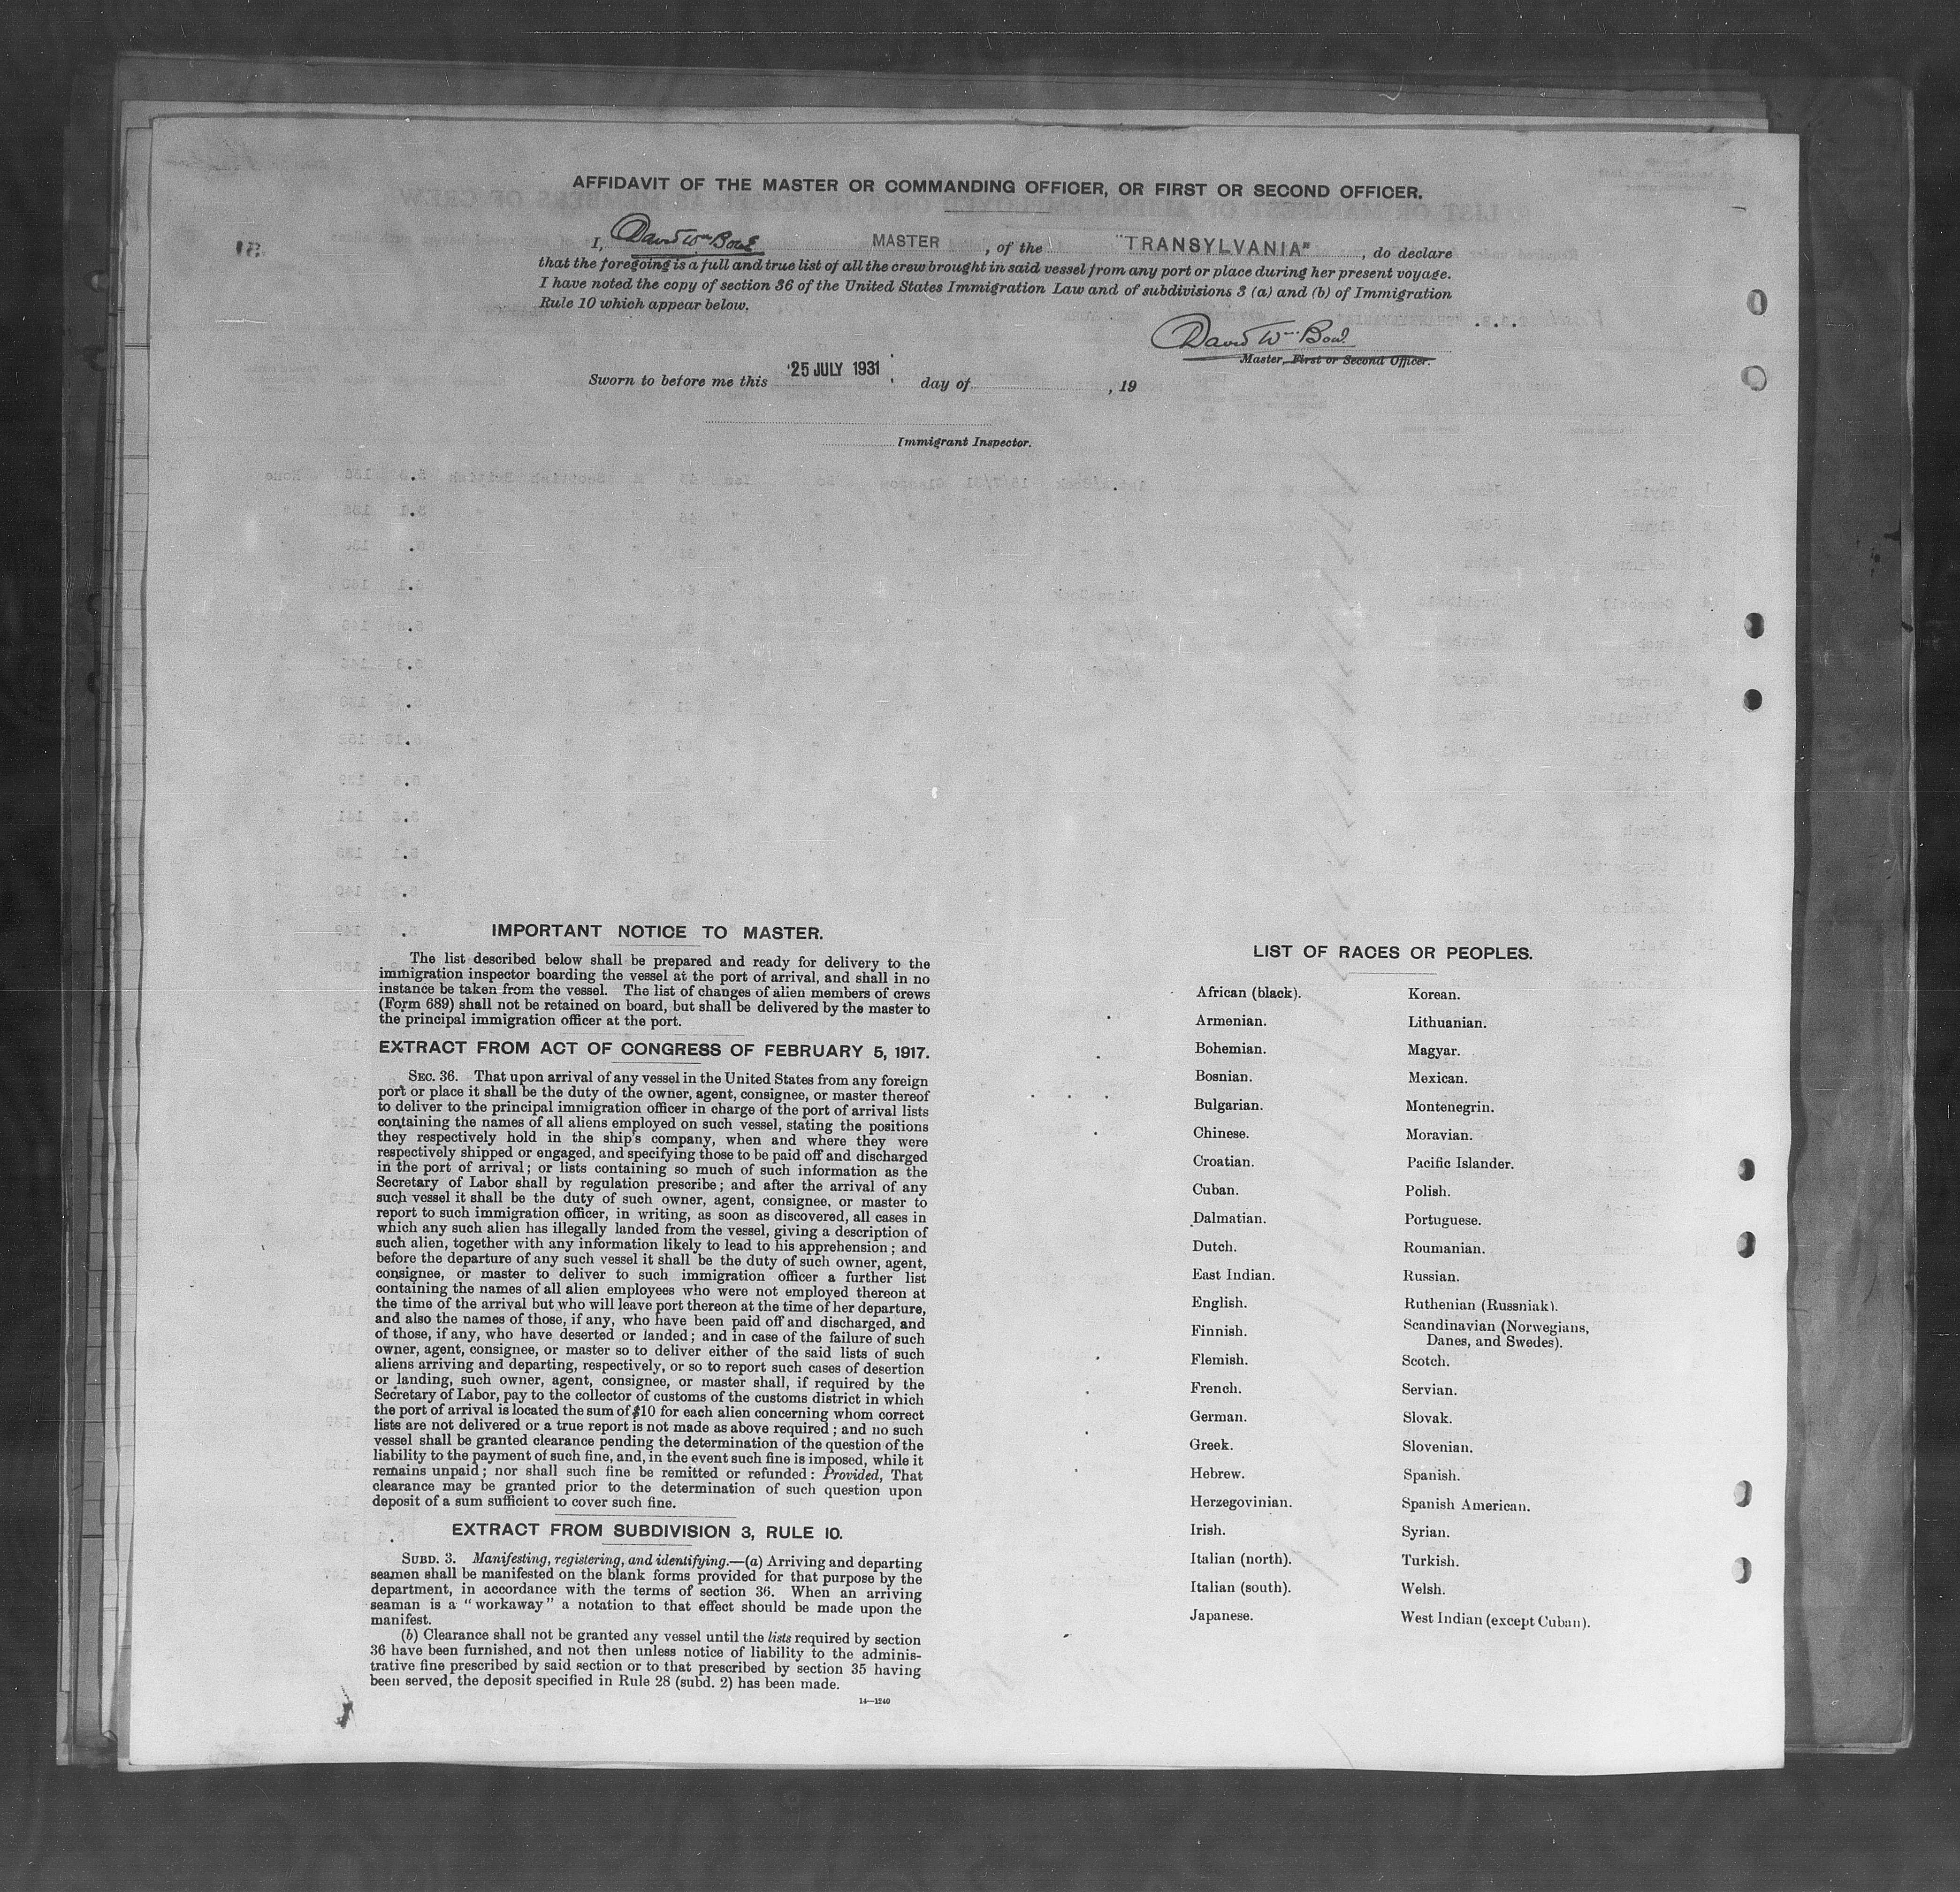 AFFIDAVIT OF THE MASTER OR COMMANDING OFFICER, OR FIRST OR SECOND OFFICER.
I, David Wm Bone MASTER, of the "TRANSYLVANIA", do declare
that the foregoing is a full and true list of all the crew brought in said vessel from any port or place during her present voyage.
I have noted the copy of section 36 of the United States Immigration Law and of subdivisions 3 (a) and (b) of Immigration
Rule 10 which appear below.
David Wm Bone
Master, First or Second Officer.
Sworn to before me this 25 JULY 1931 day of , 19
Immigrant Inspector.
IMPORTANT NOTICE TO MASTER.
The list described below shall be prepared and ready for delivery to the
immigration inspector boarding the vessel at the port of arrival, and shall in no
instance be taken from the vessel. The list of changes of alien members of crews
(Form 689) shall not be retained on board, but shall be delivered by the master to
the principal immigration officer at the port.
EXTRACT FROM ACT OF CONGRESS OF FEBRUARY 5, 1917.
SEC. 36. That upon arrival of any vessel in the United States from any foreign
port or place it shall be the duty of the owner, agent, consignee, or master thereof
to deliver to the principal immigration officer in charge of the port of arrival lists
containing the names of all aliens employed on such vessel, stating the positions
they respectively hold in the ship's company, when and where they were
respectively shipped or engaged, and specifying those to be paid off and discharged
in the port of arrival; or lists containing so much of such information as the
Secretary of Labor shall by regulation prescribe; and after the arrival of any
such vessel it shall be the duty of such owner, agent, consignee, or master to
report to such immigration officer, in writing, as soon as discovered, all cases in
which any such alien has illegally landed from the vessel, giving a description of
such alien, together with any information likely to lead to his apprehension; and
before the departure of any such vessel it shall be the duty of such owner, agent,
consignee, or master to deliver to such immigration officer a further list
containing the names of all alien employees who were not employed thereon at
the time of the arrival but who will leave port thereon at the time of her departure,
and also the names of those, if any, who have been paid off and discharged, and
of those, if any, who have deserted or landed; and in case of the failure of such
owner, agent, consignee, or master so to deliver either of the said lists of such
aliens arriving and departing, respectively, or so to report such cases of desertion
or landing, such owner, agent, consignee, or master shall, if required by the
Secretary of Labor, pay to the collector of customs of the customs district in which
the port of arrival is located the sum of $10 for each alien concerning whom correct
lists are not delivered or a true report is not made as above required; and no such
vessel shall be granted clearance pending the determination of the question of the
liability to the payment of such fine, and, in the event such fine is imposed, while it
remains unpaid; nor shall such fine be remitted or refunded: Provided, That
clearance may be granted prior to the determination of such question upon
deposit of a sum sufficient to cover such fine.
EXTRACT FROM SUBDIVISION 3, RULE 10.
SUBD. 3. Manifesting, registering, and identifying.—(a) Arriving and departing
seamen shall be manifested on the blank forms provided for that purpose by the
department, in accordance with the terms of section 36. When an arriving
seaman is a "workaway" a notation to that effect should be made upon the
manifest.
(b) Clearance shall not be granted any vessel until the lists required by section
36 have been furnished, and not then unless notice of liability to the adminis-
trative fine prescribed by said section or to that prescribed by section 35 having
been served, the deposit specified in Rule 28 (subd. 2) has been made.
14—1240
LIST OF RACES OR PEOPLES.
African (black).
Armenian.
Bohemian.
Bosnian.
Bulgarian.
Chinese.
Croatian.
Cuban.
Dalmatian.
Dutch.
East Indian.
English.
Finnish.
Flemish.
French.
German.
Greek.
Hebrew.
Herzegovinian.
Irish.
Italian (north).
Italian (south).
Japanese.
Korean.
Lithuanian.
Magyar.
Mexican.
Montenegrin.
Moravian.
Pacific Islander.
Polish.
Portuguese.
Roumanian.
Russian.
Ruthenian (Russniak).
Scandinavian (Norwegians,
Danes, and Swedes).
Scotch.
Servian.
Slovak.
Slovenian.
Spanish.
Spanish American.
Syrian.
Turkish.
Welsh.
West Indian (except Cuban).